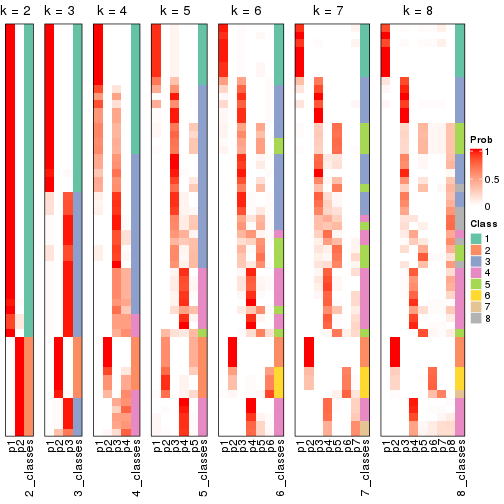 k = 2 k = 3 k = 4 k = 5 k = 6 k = 7 k = 8
p1 p2 2_classes
p1 p2 p3 3_classes
p1 p2 p3 p4 4_classes
p1 p2 p3 p4 p5 5_classes
p1 p2 p3 p4 p5 p6 6_classes
p1 p2 p3 p4 p5 p6 p7 7_classes
p1 p2 p3 p4 p5 p6 p7 p8 8_classes
Prob
1
0.5
0
Class
1
2
3
4
5
6
7
8